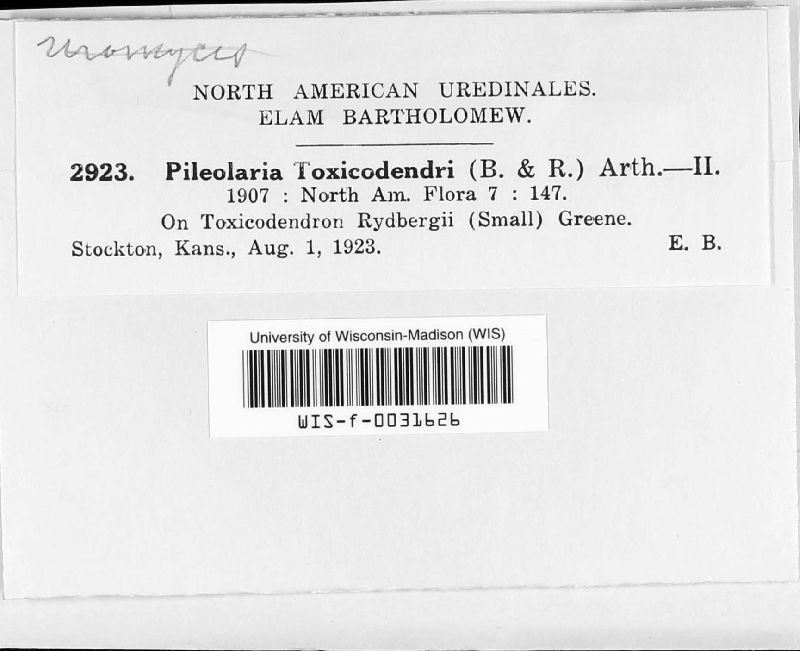 Uromyces
NORTH AMERICAN UREDINALES.
ELAM BARTHOLOMEW.
2923. Pileolaria Toxicodendri (B. & R.) Arth.—II.
1907 : North Am. Flora 7 : 147.
On Toxicodendron Rydbergii (Small) Greene.
Stockton, Kans., Aug. 1, 1923. E. B.
University of Wisconsin-Madison (WIS)
WIS-f-0031626